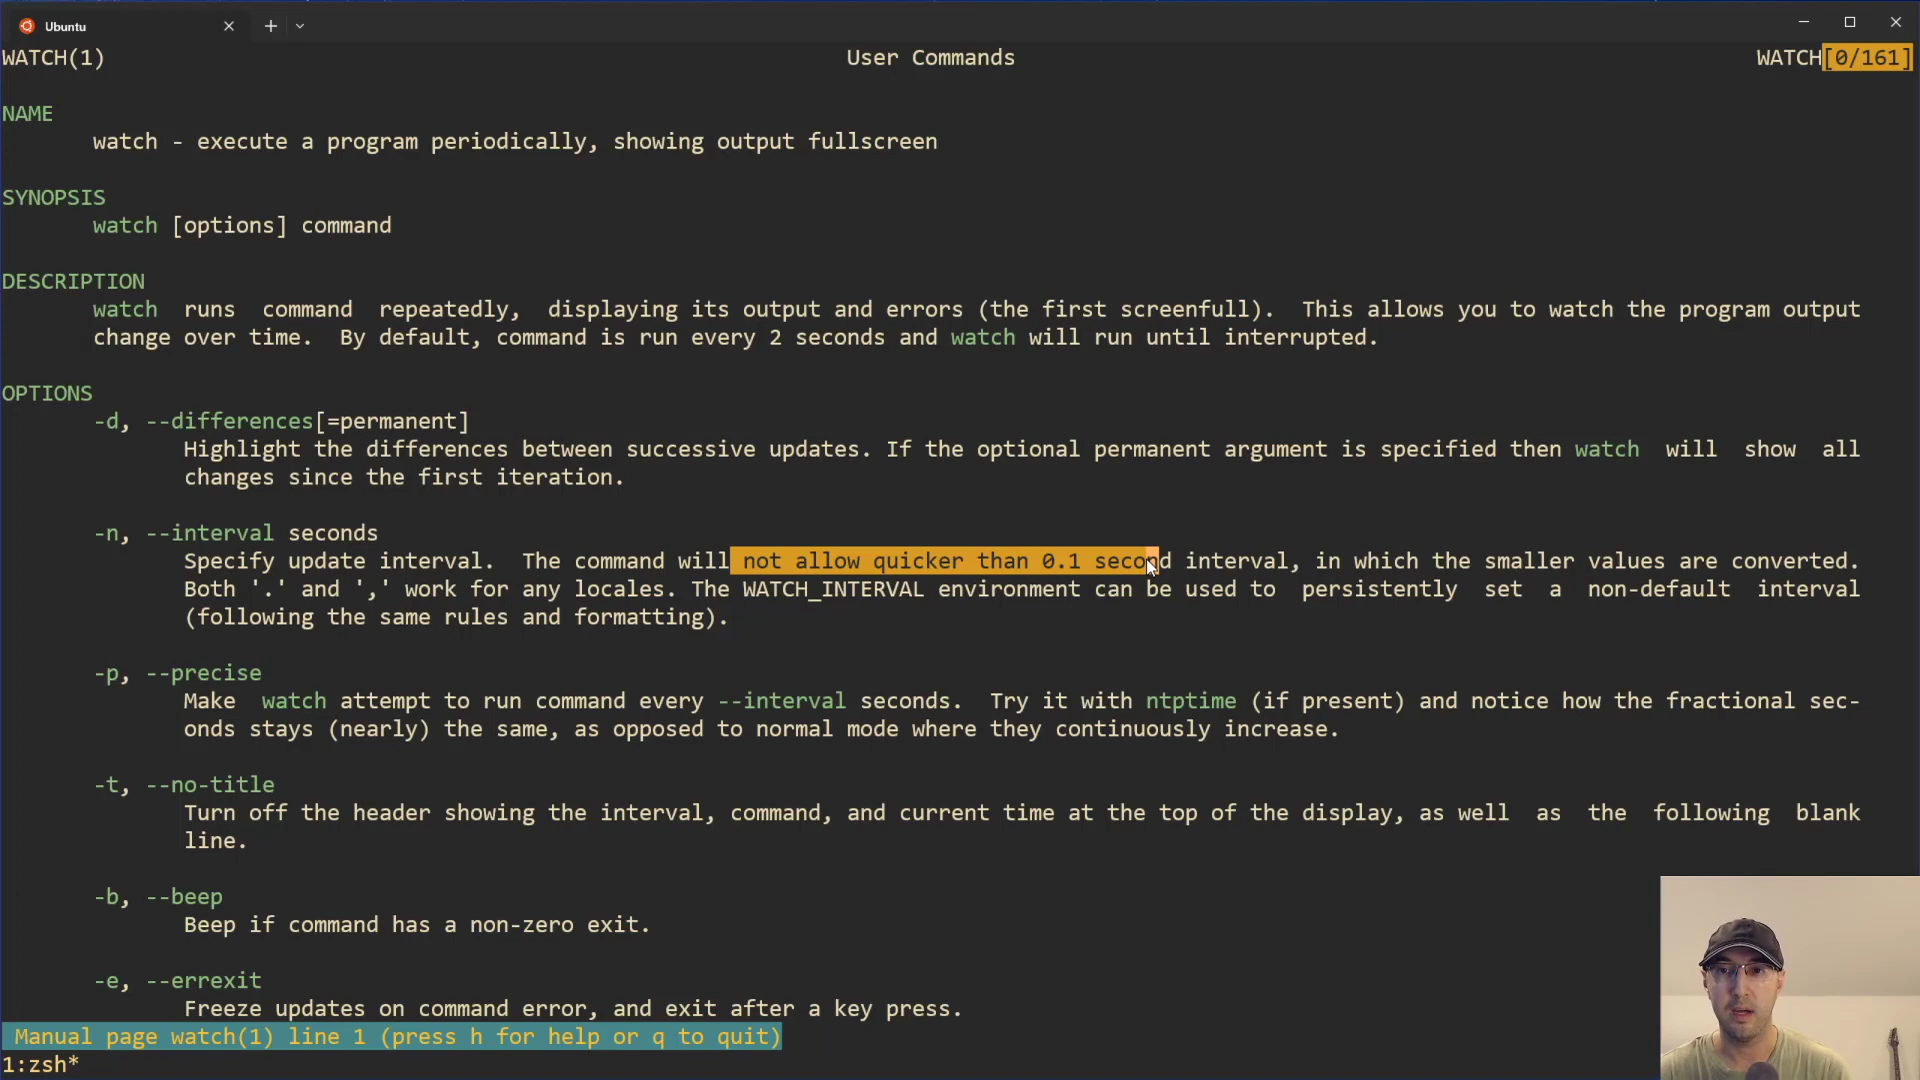 Ubuntu
WATCH(1) User Commands WATCH[0/161]
NAME
watch - execute a program periodically, showing output fullscreen
SYNOPSIS
watch [options] command
DESCRIPTION
watch runs command repeatedly, displaying its output and errors (the first screenfull). This allows you to watch the program output
change over time. By default, command is run every 2 seconds and watch will run until interrupted.
OPTIONS
-d, --differences[=permanent]
Highlight the differences between successive updates. If the optional permanent argument is specified then watch will show all
changes since the first iteration.
-n, --interval seconds
Specify update interval. The command will not allow quicker than 0.1 second interval, in which the smaller values are converted.
Both '.' and ',' work for any locales. The WATCH_INTERVAL environment can be used to persistently set a non-default interval
(following the same rules and formatting).
-p, --precise
Make watch attempt to run command every --interval seconds. Try it with ntptime (if present) and notice how the fractional sec-
onds stays (nearly) the same, as opposed to normal mode where they continuously increase.
-t, --no-title
Turn off the header showing the interval, command, and current time at the top of the display, as well as the following blank
line.
-b, --beep
Beep if command has a non-zero exit.
-e, --errexit
Freeze updates on command error, and exit after a key press.
Manual page watch(1) line 1 (press h for help or q to quit)
1:zsh*